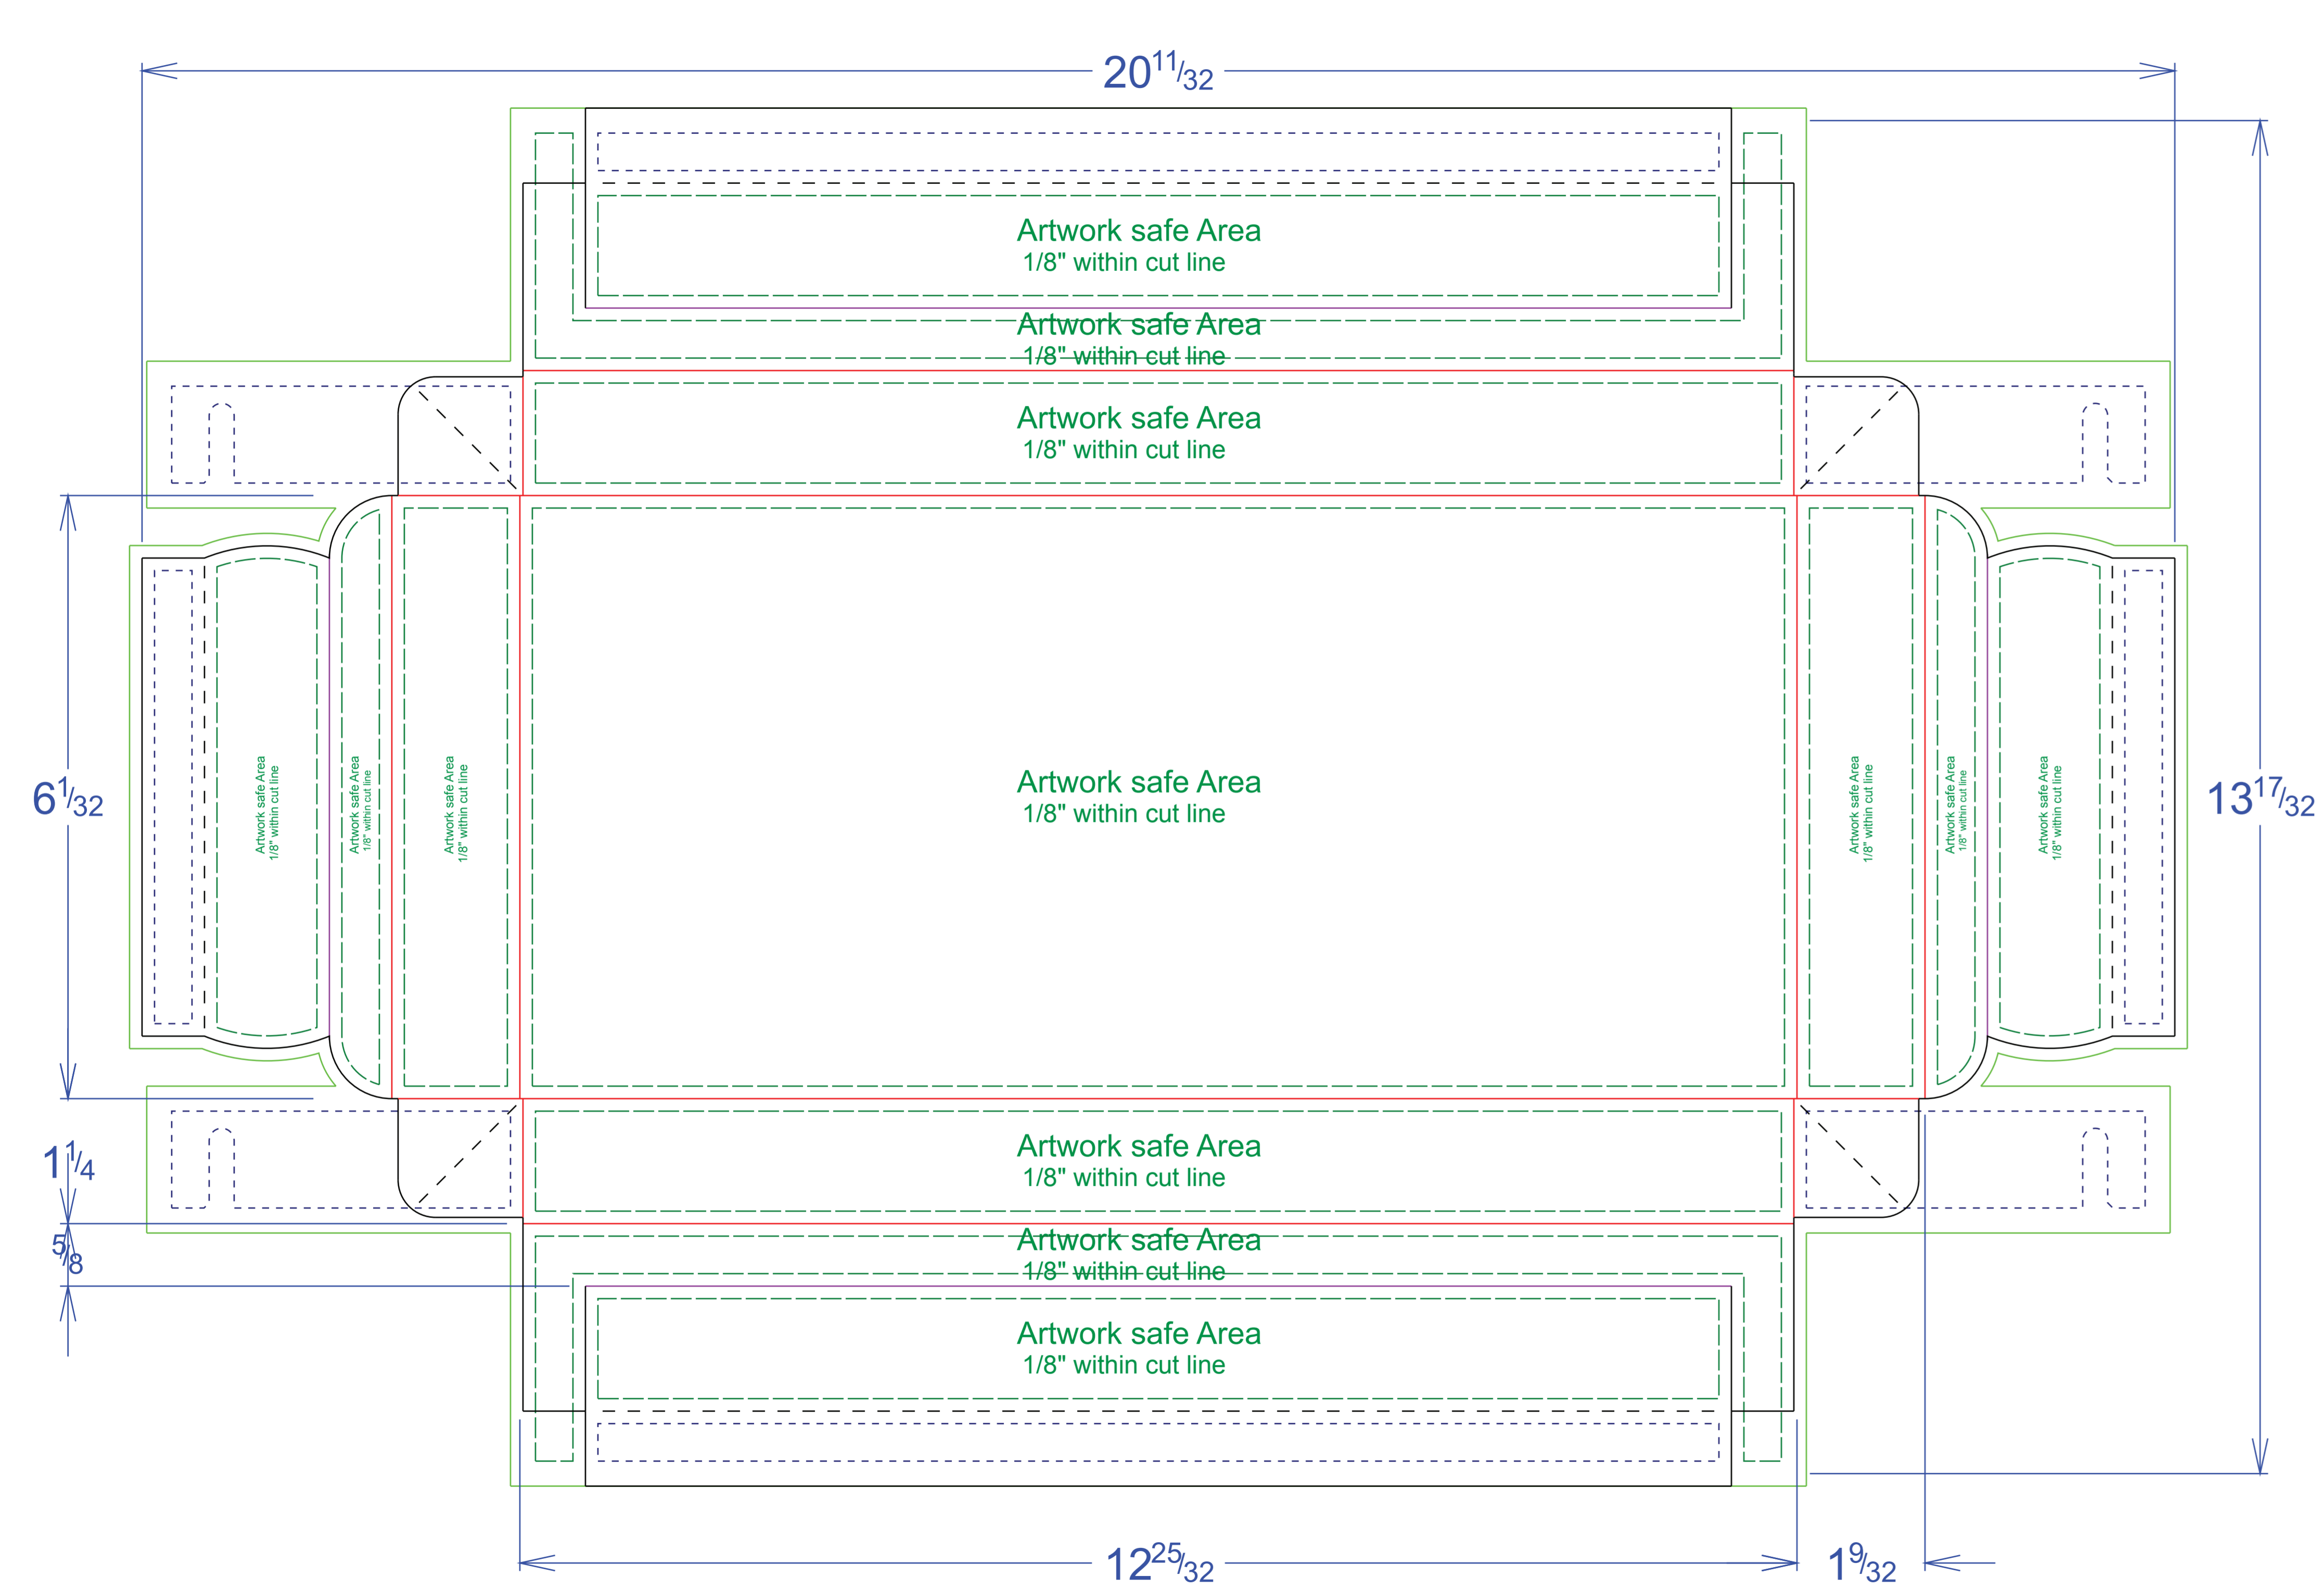 20 11/32
Artwork safe Area
1/8" within cut line
Artwork safe Area
1/8" within cut line
Artwork safe Area
1/8" within cut line
6 1/32
Artwork safe Area
1/8" within cut line
Artwork safe Area
1/8" within cut line
Artwork safe Area
1/8" within cut line
Artwork safe Area
1/8" within cut line
Artwork safe Area
1/8" within cut line
Artwork safe Area
1/8" within cut line
Artwork safe Area
1/8" within cut line
13 17/32
1 1/4
Artwork safe Area
1/8" within cut line
5/8
Artwork safe Area
1/8" within cut line
Artwork safe Area
1/8" within cut line
12 25/32
1 9/32